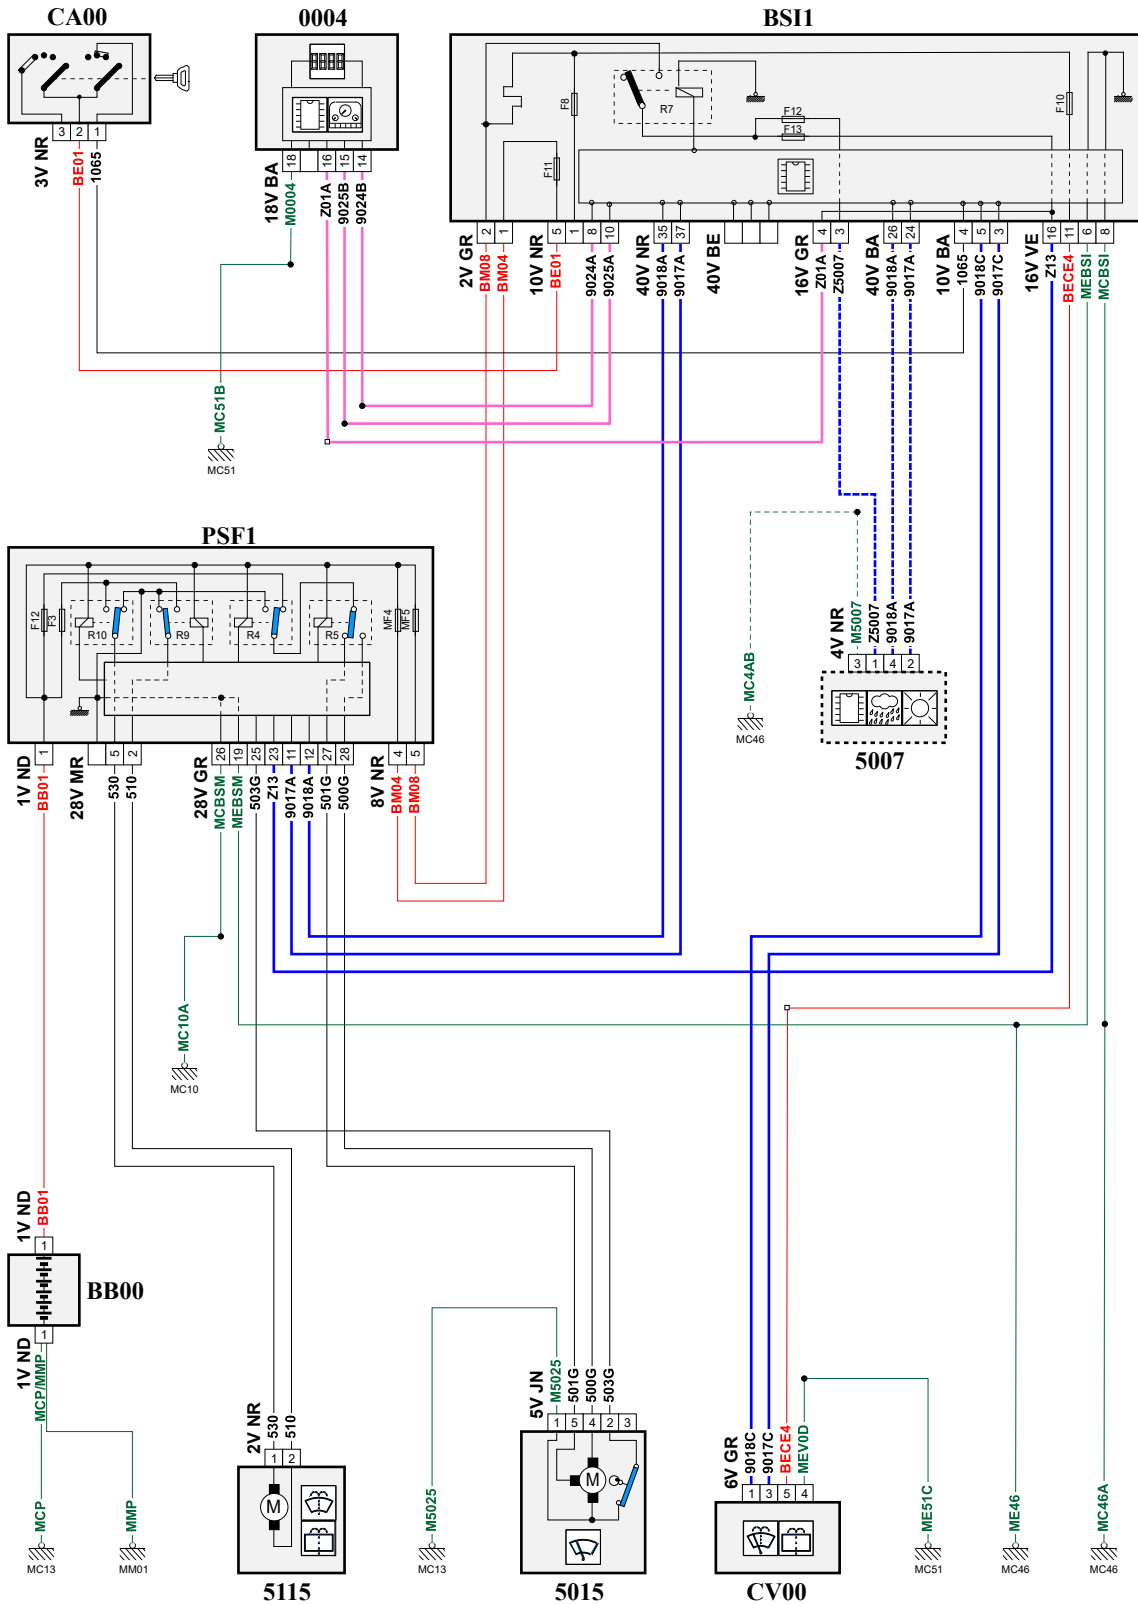 CA00
0004
BSI1
F8
R7
F12
F13
F10
F11
3 2 1
3V NR
BE01
1065
18 16 15 14
18V BA
M0004
Z01A
9025B
9024B
2 1
2V GR
BM08
BM04
5 1 8 10
10V NR
BE01
9024A
9025A
35 37
40V NR
9018A
9017A
40V BE
4 3
16V GR
Z01A
Z5007
26 24
40V BA
9018A
9017A
4 5 3
10V BA
1065
9018C
9017C
16 11 6 8
16V VE
Z13
BECE4
MEBSI
MCBSI
MC51B
MC51
PSF1
F12
F3
R10
R9
R4
R5
MF4
MF5
MC4AB
MC46
4V NR
M5007
Z5007
9018A
9017A
3 1 4 2
5007
1
1V ND
BB01
5 2
28V MR
530
510
26 19 25 23 11 12 27 28
28V GR
MCBSM
MEBSM
503G
Z13
9017A
9018A
501G
500G
4 5
8V NR
BM04
BM08
MC10A
MC10
1V ND
BB01
1
BB00
1
1V ND
MCP/MMP
MCP
MC13
MMP
MM01
2V NR
530
510
1 2
M
5115
M5025
MC13
5V JN
M5025
501G
500G
503G
1 5 4 2 3
M
5015
6V GR
9018C
9017C
BECE4
MEV0D
1 3 5 4
CV00
ME51C
MC51
ME46
MC46
MC46A
MC46